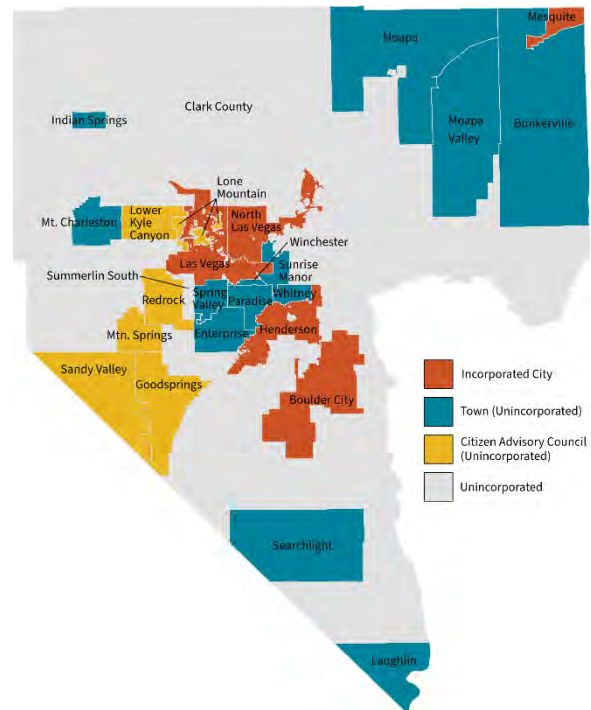 Mesquite
Moapa
Clark County
Indian Springs
Moapa
Valley
Bunkerville
Lone
Mountain
Mt. Charleston
Lower
Kyle
Canyon
North
Las Vegas
Winchester
Las Vegas
Sunrise
Manor
Summerlin South
Spring
Valley
Whitney
Redrock
Paradise
Mtn. Springs
Enterprise
Henderson
Sandy Valley
Goodsprings
Boulder City
Incorporated City
Town (Unincorporated)
Citizen Advisory Council
(Unincorporated)
Unincorporated
Searchlight
Laughlin